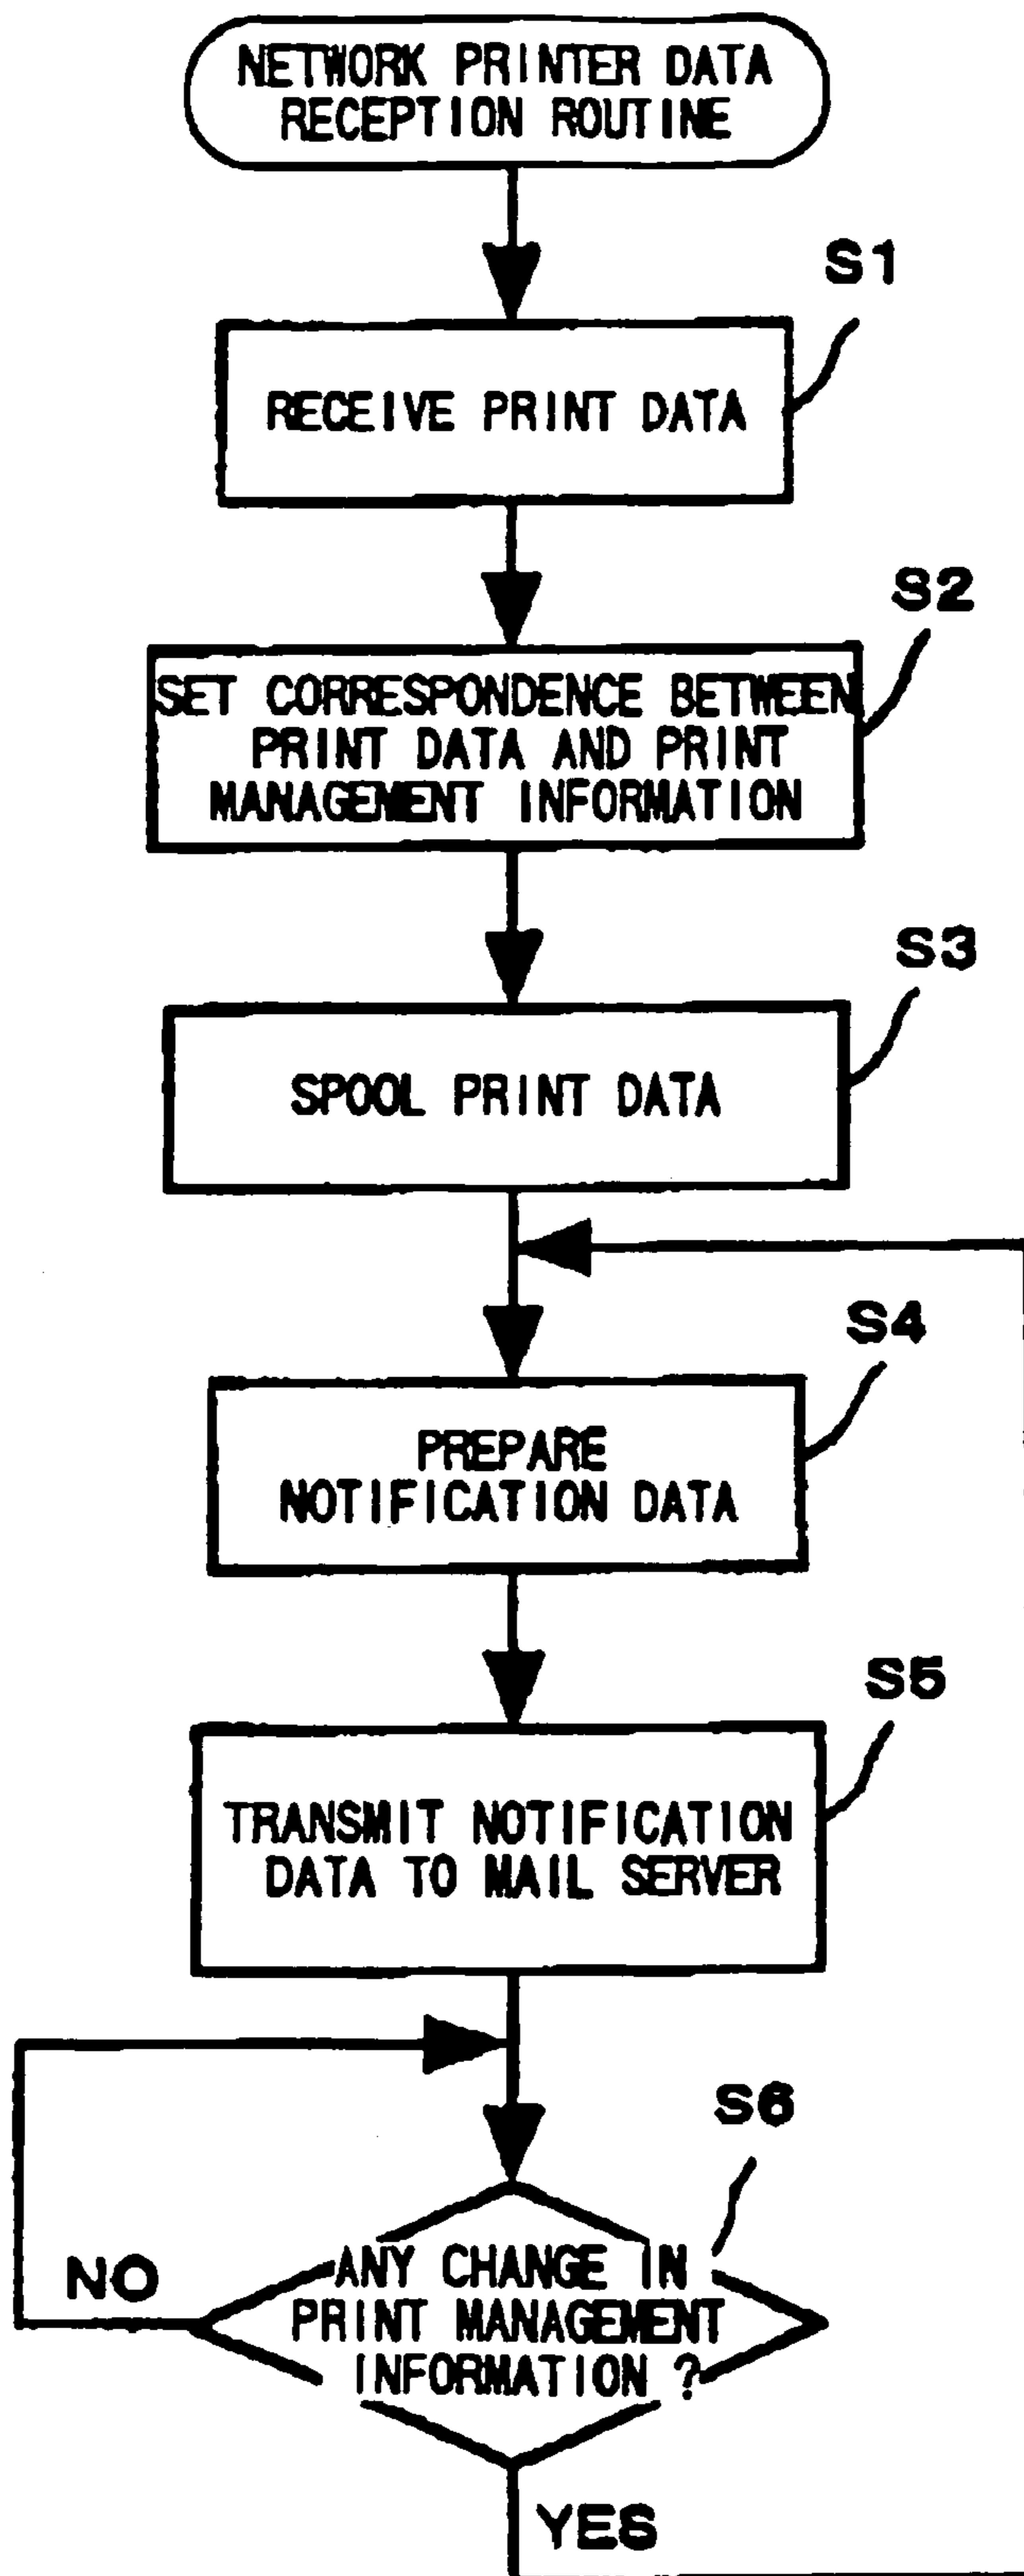 NETWORK PRINTER DATA
RECEPTION ROUTINE
S1
RECEIVE PRINT DATA
S2
SET CORRESPONDENCE BETWEEN
PRINT DATA AND PRINT
MANAGEMENT INFORMATION
S3
SPOOL PRINT DATA
S4
PREPARE
NOTIFICATION DATA
S5
TRANSMIT NOTIFICATION
DATA TO MAIL SERVER
S6
ANY CHANGE IN
NO
PRINT MANAGEMENT
INFORMATION ?
YES